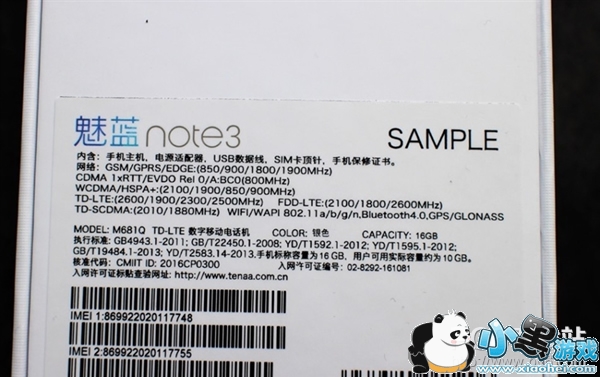 魅蓝note3 SAMPLE
内含：手机主机，电源适配器，USB数据线，SIM卡顶针，手机保修证书。
网络：GSM/GPRS/EDGE:(850/900/1800/1900MHz)
CDMA 1xRTT/EVDO Rel 0/A:BC0(800MHz)
WCDMA/HSPA+:(2100/1900/850/900MHz)
TD-LTE:(2600/1900/2300/2500MHz) FDD-LTE:(2100/1800/2600MHz)
TD-SCDMA:(2010/1880MHz) WIFI/WAPI 802.11a/b/g/n,Bluetooth4.0,GPS/GLONASS
MODEL: M681Q TD-LTE 数字移动电话机 COLOR: 银色 CAPACITY: 16GB
执行标准: GB4943.1-2011; GB/T22450.1-2008; YD/T1592.1-2012; YD/T1595.1-2012;
GB/T19484.1-2013; YD/T2583.14-2013.手机标称容量为 16 GB，用户可用实际容量约为 10 GB。
核准代码: CMIIT ID: 2016CP0300 入网许可证编号: 02-8292-161081
入网许可证标贴查验网址: http://www.tenaa.com.cn
IMEI 1:869922020117748
IMEI 2:869922020117755
小黑游戏
www.xiaohei.com